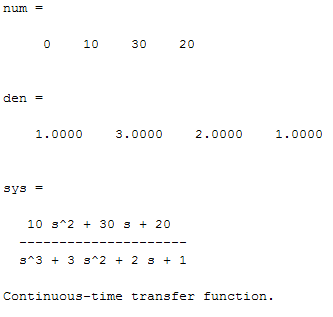 num =
0 10 30 20
den =
1.0000 3.0000 2.0000 1.0000
sys =
10 s^2 + 30 s + 20
---------------------
s^3 + 3 s^2 + 2 s + 1
Continuous-time transfer function.